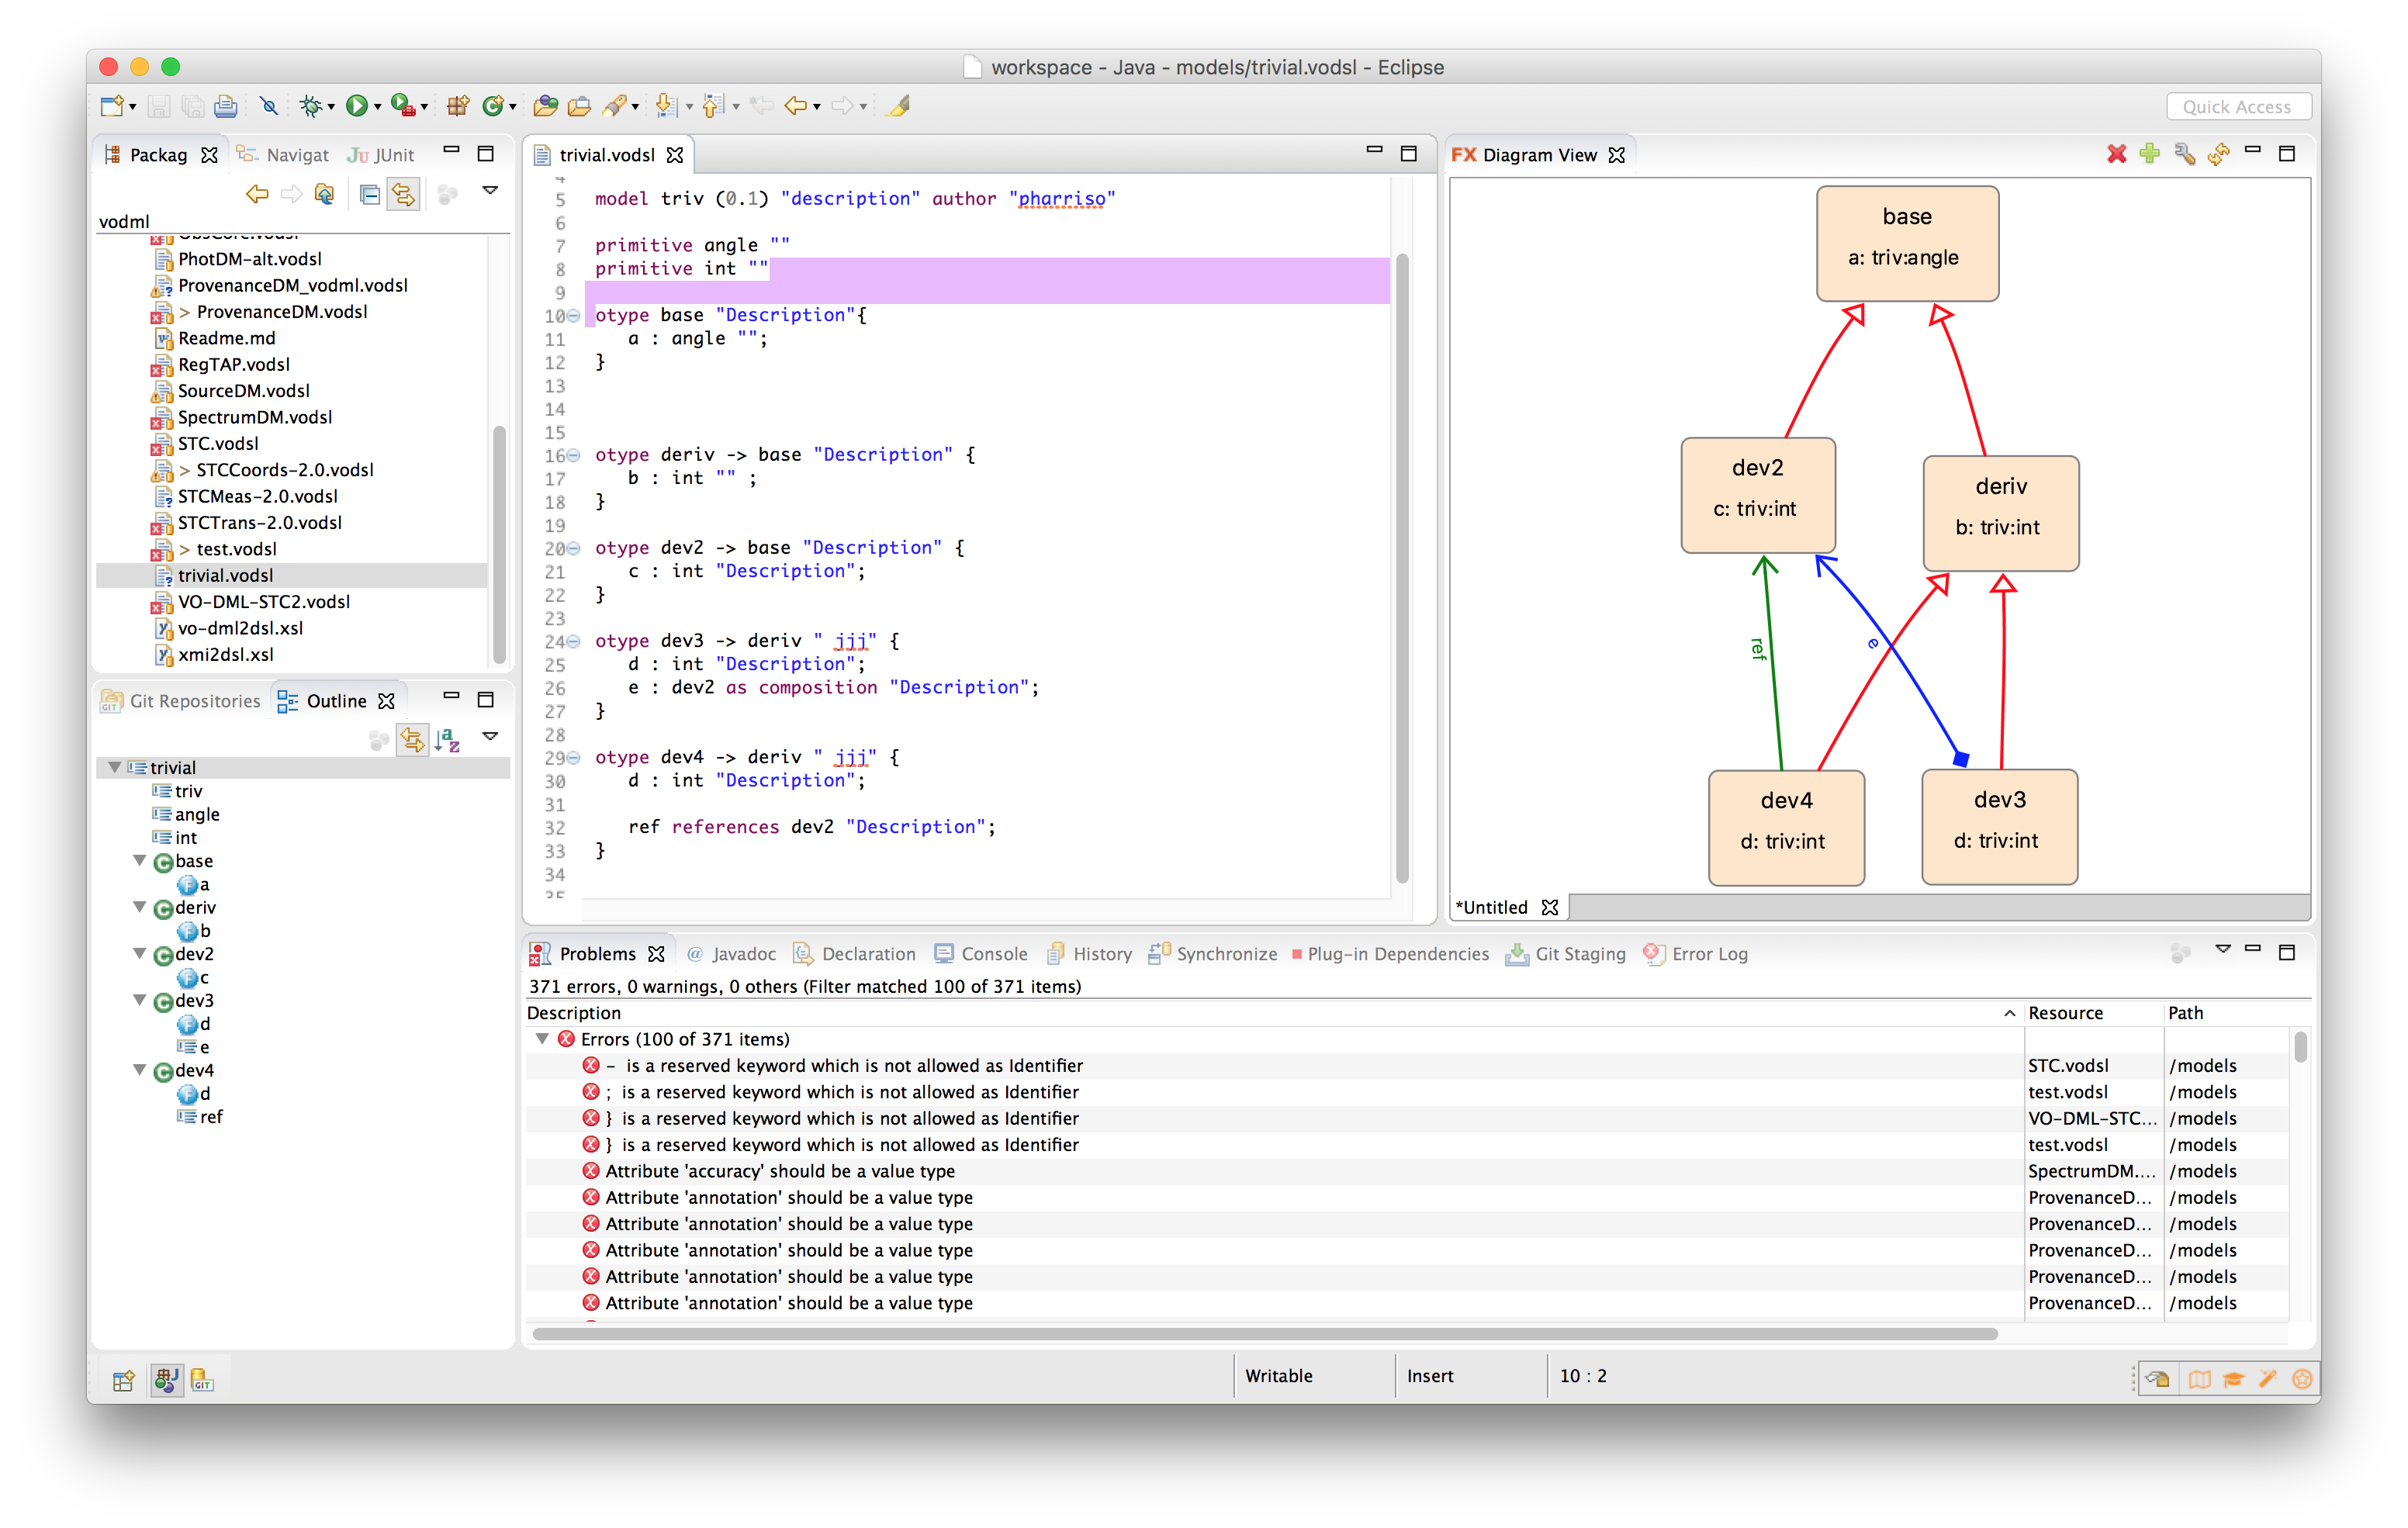 workspace - Java - models/trivial.vodsl - Eclipse
Quick Access
Packag
Navigat
JUnit
vodml
PhotDM-alt.vodsl
ProvenanceDM_vodml.vodsl
> ProvenanceDM.vodsl
Readme.md
RegTAP.vodsl
SourceDM.vodsl
SpectrumDM.vodsl
STC.vodsl
> STCCoords-2.0.vodsl
STCMeas-2.0.vodsl
STCTrans-2.0.vodsl
> test.vodsl
trivial.vodsl
VO-DML-STC2.vodsl
vo-dml2dsl.xsl
xmi2dsl.xsl
Git Repositories
Outline
trivial
triv
angle
int
base
a
deriv
b
dev2
c
dev3
d
e
dev4
d
ref
trivial.vodsl
5 model triv (0.1) "description" author "pharriso"
6
7 primitive angle ""
8 primitive int ""
9
10 otype base "Description"{
11 a : angle "";
12 }
13
14
15
16 otype deriv -> base "Description" {
17 b : int "" ;
18 }
19
20 otype dev2 -> base "Description" {
21 c : int "Description";
22 }
23
24 otype dev3 -> deriv " jjj" {
25 d : int "Description";
26 e : dev2 as composition "Description";
27 }
28
29 otype dev4 -> deriv " jjj" {
30 d : int "Description";
31
32 ref references dev2 "Description";
33 }
34
35
FX Diagram View
base
a: triv:angle
dev2
c: triv:int
deriv
b: triv:int
ref
e
dev4
d: triv:int
dev3
d: triv:int
*Untitled
Problems
@ Javadoc
Declaration
Console
History
Synchronize
Plug-in Dependencies
Git Staging
Error Log
371 errors, 0 warnings, 0 others (Filter matched 100 of 371 items)
Description Resource Path
Errors (100 of 371 items)
- is a reserved keyword which is not allowed as Identifier STC.vodsl /models
; is a reserved keyword which is not allowed as Identifier test.vodsl /models
} is a reserved keyword which is not allowed as Identifier VO-DML-STC... /models
} is a reserved keyword which is not allowed as Identifier test.vodsl /models
Attribute 'accuracy' should be a value type SpectrumDM.... /models
Attribute 'annotation' should be a value type ProvenanceD... /models
Attribute 'annotation' should be a value type ProvenanceD... /models
Attribute 'annotation' should be a value type ProvenanceD... /models
Attribute 'annotation' should be a value type ProvenanceD... /models
Attribute 'annotation' should be a value type ProvenanceD... /models
Writable
Insert
10 : 2